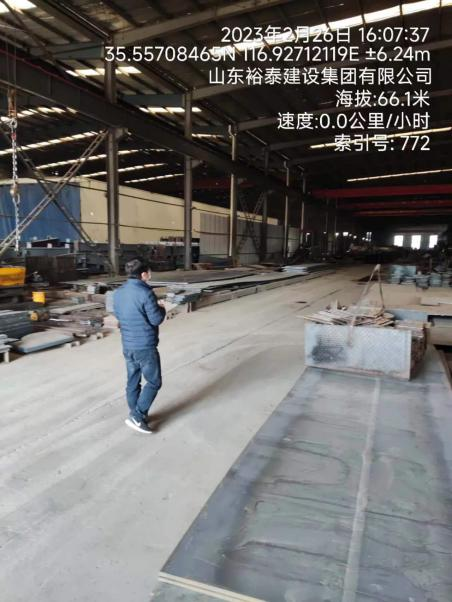 2023年2月26日 16:07:37
35.55708465N 116.92712119E ±6.24m
山东裕泰建设集团有限公司
海拔:66.1米
速度:0.0公里/小时
索引号: 772